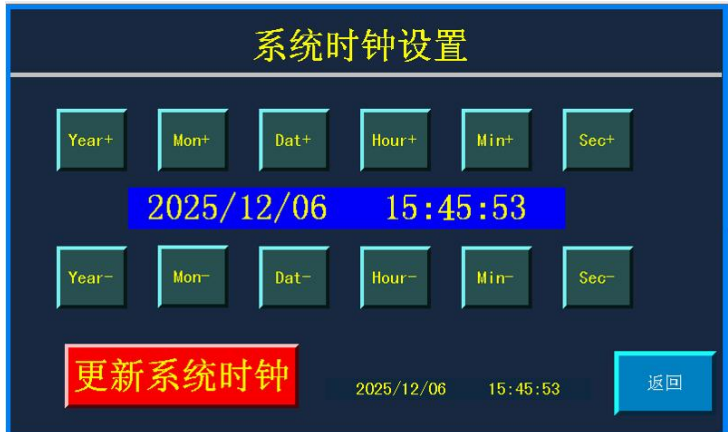 系统时钟设置
Year+ Mon+ Dat+ Hour+ Min+ Sec+
2025/12/06 15:45:53
Year- Mon- Dat- Hour- Min- Sec-
更新系统时钟 2025/12/06 15:45:53 返回